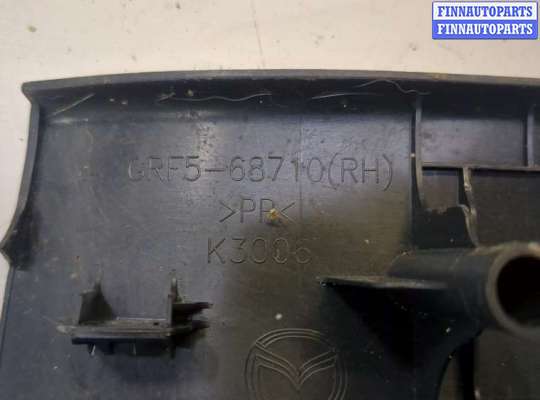 FINNAUTOPARTS
FINNAUTOPARTS
GRF5-68710(RH)
>PP<
K3006